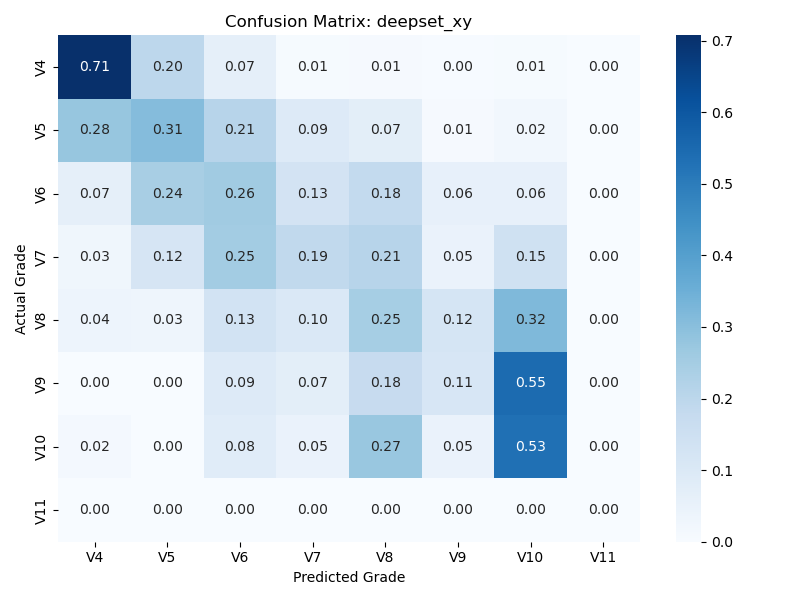 Confusion Matrix: deepset_xy
Actual Grade
V4 0.71 0.20 0.07 0.01 0.01 0.00 0.01 0.00
V5 0.28 0.31 0.21 0.09 0.07 0.01 0.02 0.00
V6 0.07 0.24 0.26 0.13 0.18 0.06 0.06 0.00
V7 0.03 0.12 0.25 0.19 0.21 0.05 0.15 0.00
V8 0.04 0.03 0.13 0.10 0.25 0.12 0.32 0.00
V9 0.00 0.00 0.09 0.07 0.18 0.11 0.55 0.00
V10 0.02 0.00 0.08 0.05 0.27 0.05 0.53 0.00
V11 0.00 0.00 0.00 0.00 0.00 0.00 0.00 0.00
V4 V5 V6 V7 V8 V9 V10 V11
Predicted Grade
0.7
0.6
0.5
0.4
0.3
0.2
0.1
0.0